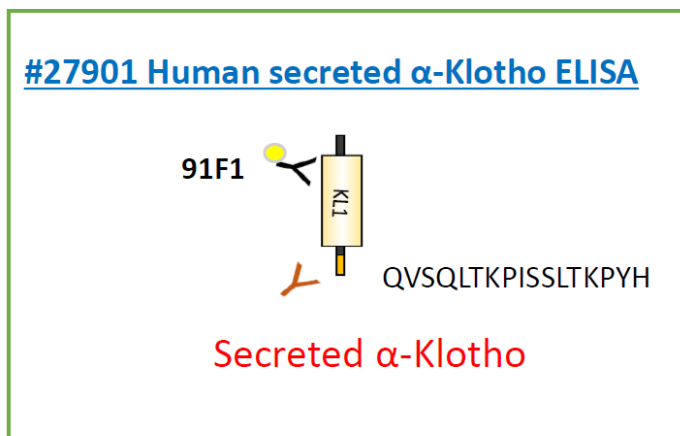 #27901 Human secreted α-Klotho ELISA
91F1
KL1
QVSQLTKPISSLTKPYH
Secreted α-Klotho